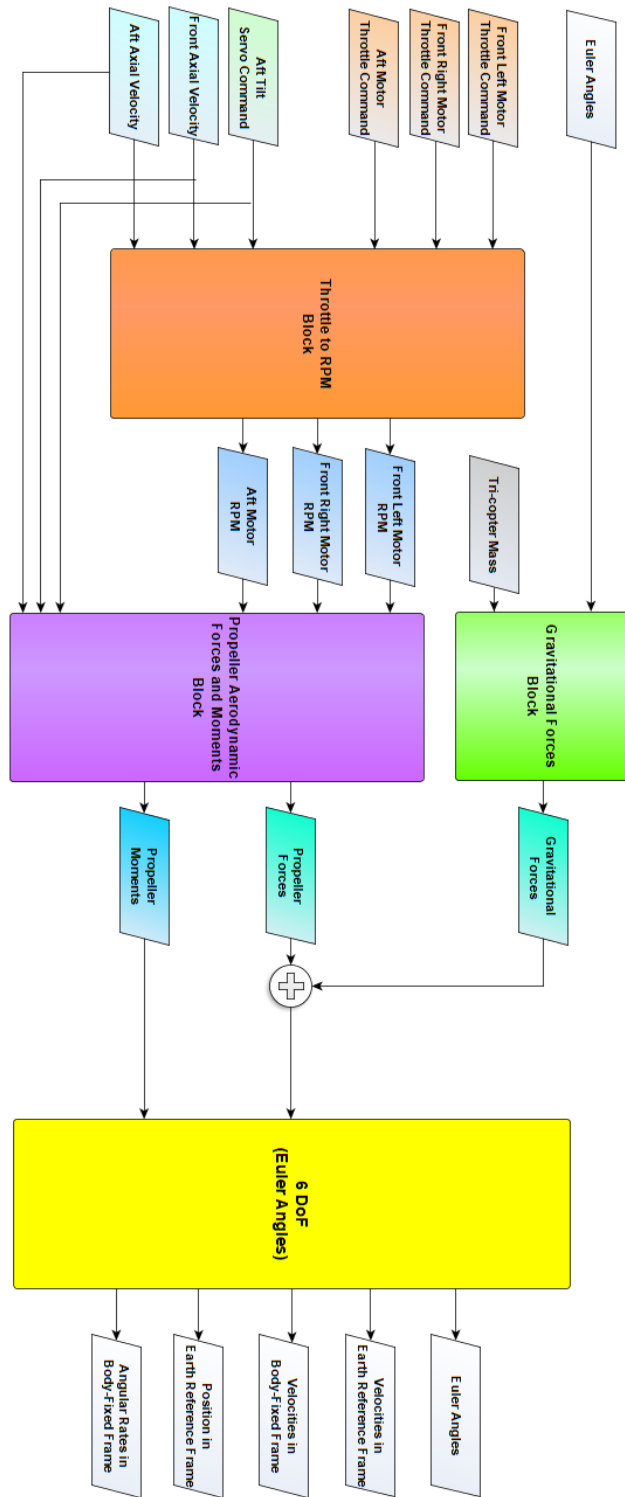 Euler Angles
Front Left Motor
Throttle Command
Front Right Motor
Throttle Command
Aft Motor
Throttle Command
Aft Tilt
Servo Command
Front Axial Velocity
Aft Axial Velocity
Throttle to RPM
Block
Tri-copter Mass
Front Left Motor
RPM
Front Right Motor
RPM
Aft Motor
RPM
Gravitational Forces
Block
Propeller Aerodynamic
Forces and Moments
Block
Gravitational
Forces
Propeller
Forces
Propeller
Moments
6 DoF
(Euler Angles)
Euler Angles
Velocities in
Earth Reference Frame
Velocities in
Body-Fixed Frame
Position in
Earth Reference Frame
Angular Rates in
Body-Fixed Frame